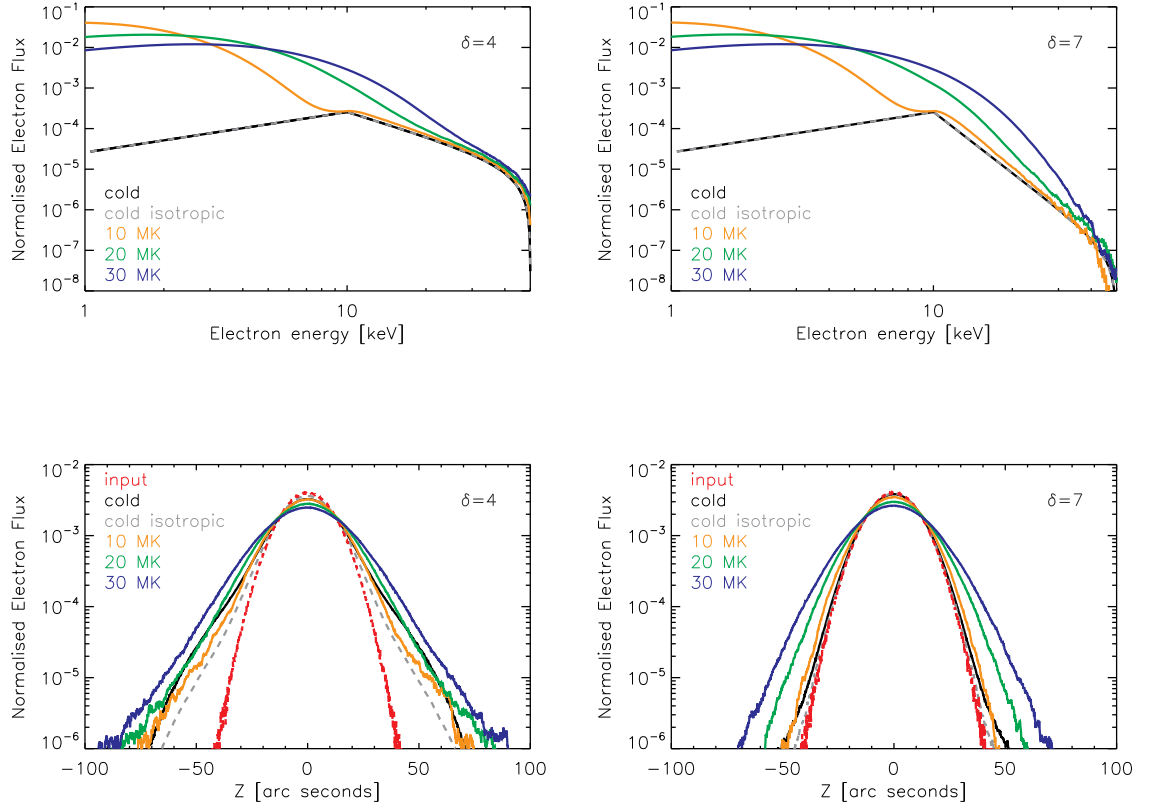 Normalised Electron Flux
10⁻¹
10⁻²
10⁻³
10⁻⁴
10⁻⁵
10⁻⁶
10⁻⁷
10⁻⁸
δ=4
cold
cold isotropic
10 MK
20 MK
30 MK
1
10
Electron energy [keV]
Normalised Electron Flux
10⁻¹
10⁻²
10⁻³
10⁻⁴
10⁻⁵
10⁻⁶
10⁻⁷
10⁻⁸
δ=7
cold
cold isotropic
10 MK
20 MK
30 MK
1
10
Electron energy [keV]
Normalised Electron Flux
10⁻²
10⁻³
10⁻⁴
10⁻⁵
10⁻⁶
input
cold
cold isotropic
10 MK
20 MK
30 MK
δ=4
−100
−50
0
50
100
Z [arc seconds]
Normalised Electron Flux
10⁻²
10⁻³
10⁻⁴
10⁻⁵
10⁻⁶
input
cold
cold isotropic
10 MK
20 MK
30 MK
δ=7
−100
−50
0
50
100
Z [arc seconds]